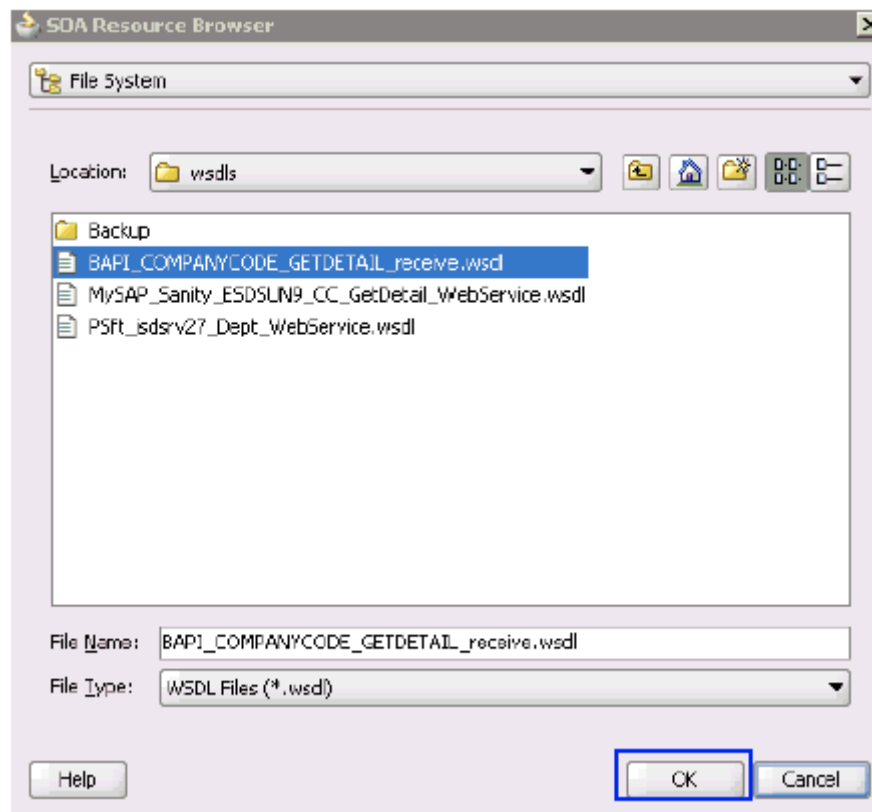 SOA Resource Browser
File System
Location: wsdls
Backup
BAPI_COMPANYCODE_GETDETAIL_receive.wsdl
MySAP_Sanity_ESDSUN9_CC_GetDetail_WebService.wsdl
PSft_isdsrv27_Dept_WebService.wsdl
File Name: BAPI_COMPANYCODE_GETDETAIL_receive.wsdl
File Type: WSDL Files (*.wsdl)
Help OK Cancel